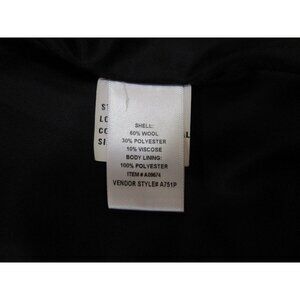 SHELL:
60% WOOL
30% POLYESTER
10% VISCOSE
BODY LINING:
100% POLYESTER
ITEM # A09674
VENDOR STYLE# A751P